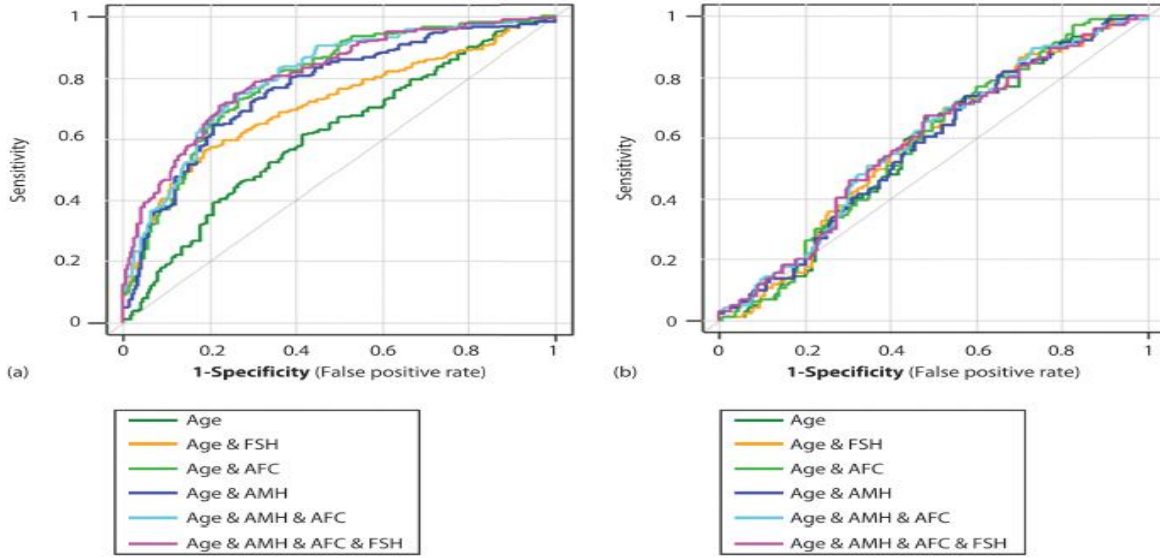 1
0.8
0.6
0.4
0.2
0
Sensitivity
0 0.2 0.4 0.6 0.8 1
1-Specificity (False positive rate)
(a)
Age
Age & FSH
Age & AFC
Age & AMH
Age & AMH & AFC
Age & AMH & AFC & FSH
1
0.8
0.6
0.4
0.2
0
Sensitivity
0 0.2 0.4 0.6 0.8 1
1-Specificity (False positive rate)
(b)
Age
Age & FSH
Age & AFC
Age & AMH
Age & AMH & AFC
Age & AMH & AFC & FSH